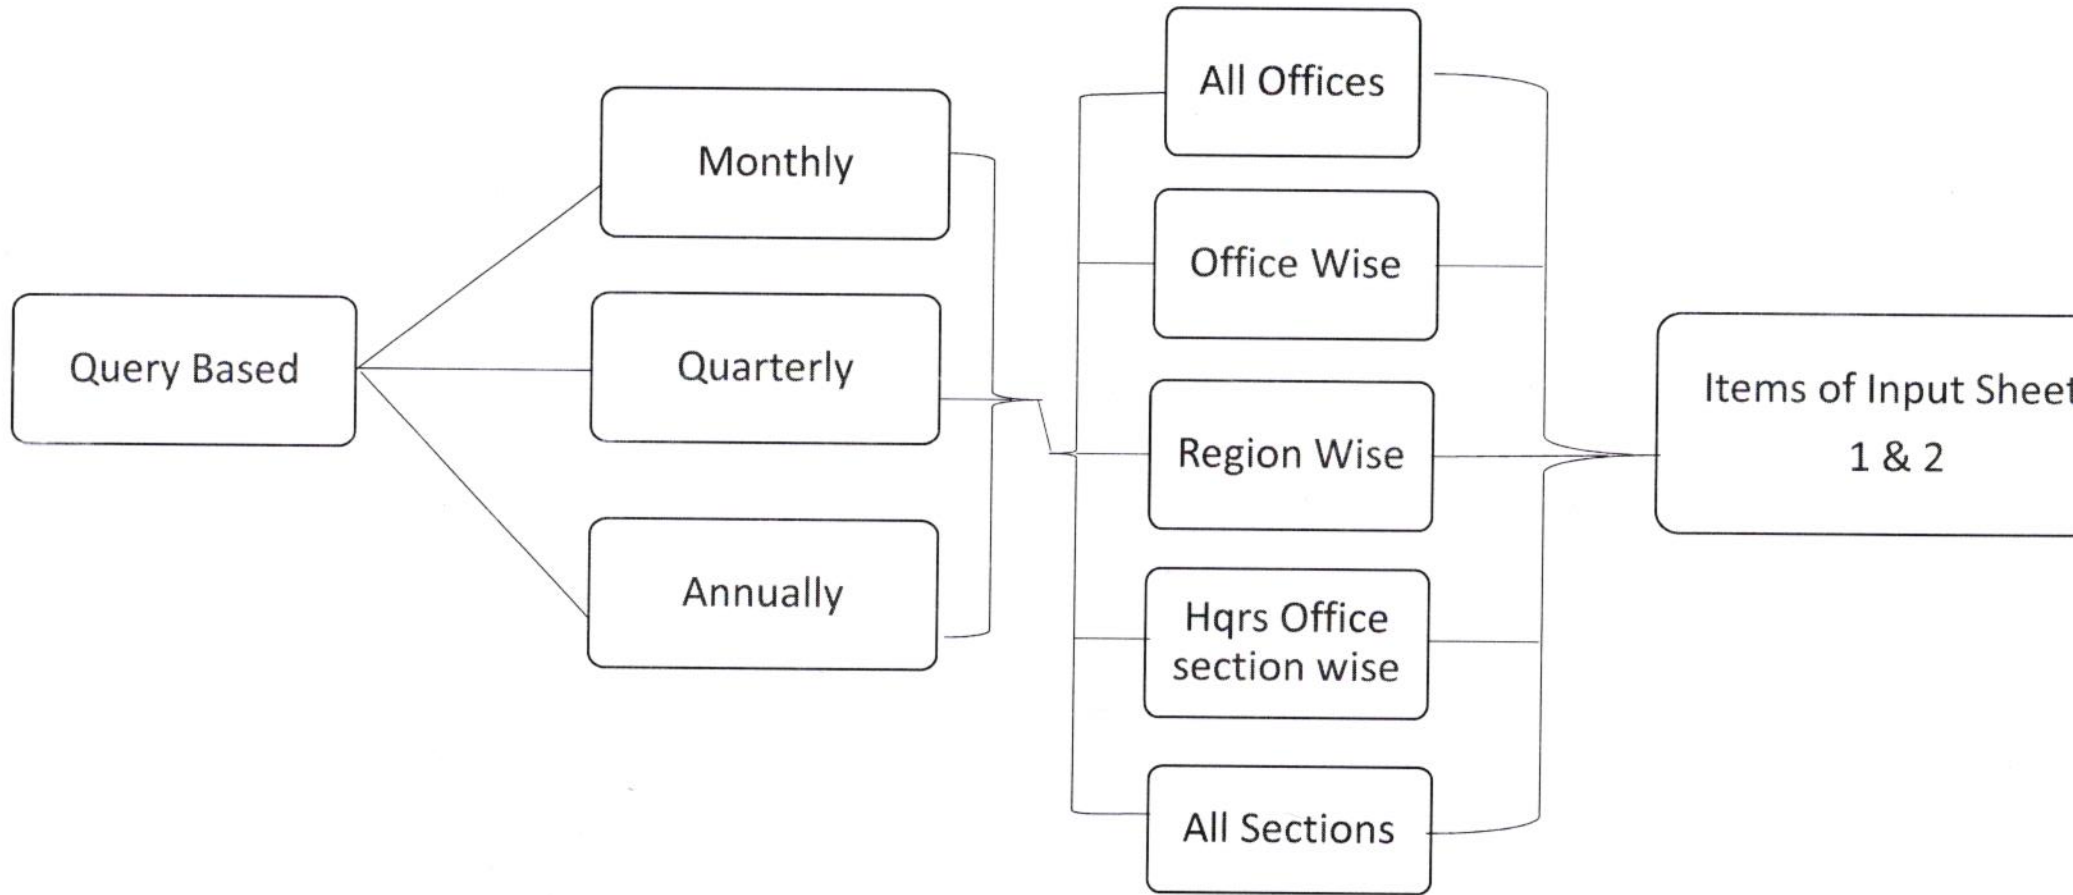 Query Based
Monthly
Quarterly
Annually
All Offices
Office Wise
Region Wise
Hqrs Office
section wise
All Sections
Items of Input Sheet
1 & 2